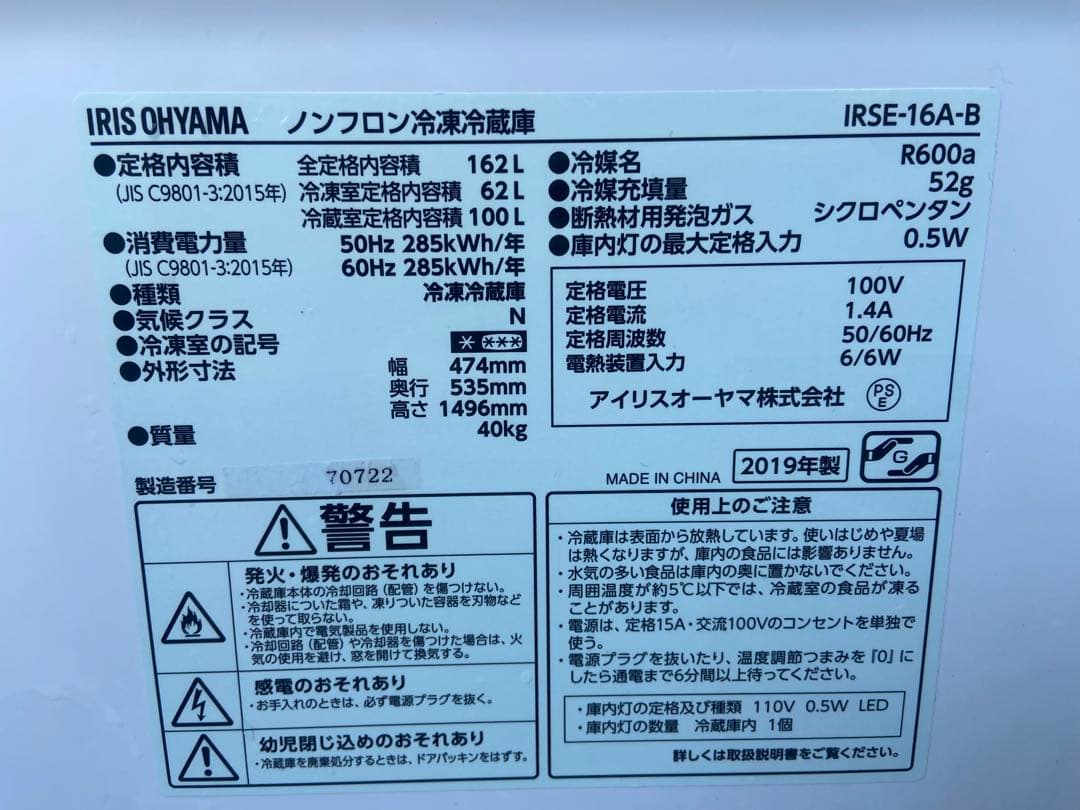 IRIS OHYAMA ノンフロン冷凍冷蔵庫 IRSE-16A-B
●定格内容積 全定格内容積 162L
(JIS C9801-3:2015年) 冷凍室定格内容積 62L
冷蔵室定格内容積 100L
●消費電力量 50Hz 285kWh/年
(JIS C9801-3:2015年) 60Hz 285kWh/年
●種類 冷凍冷蔵庫
●気候クラス N
●冷凍室の記号 * ***
●外形寸法 幅 474mm
奥行 535mm
高さ 1496mm
●質量 40kg
製造番号 70722
●冷媒名 R600a
●冷媒充填量 52g
●断熱材用発泡ガス シクロペンタン
●庫内灯の最大定格入力 0.5W
定格電圧 100V
定格電流 1.4A
定格周波数 50/60Hz
電熱装置入力 6/6W
アイリスオーヤマ株式会社 PS E
MADE IN CHINA 2019年製 G
警告
発火・爆発のおそれあり
・冷蔵庫本体の冷却回路(配管)を傷つけない。
・冷却器についた霜や、凍りついた容器を刃物など
を使って取らない。
・冷蔵庫内で電気製品を使用しない。
・冷却回路(配管)や冷却器を傷つけた場合は、火
気の使用を避け、窓を開けて換気する。
感電のおそれあり
・お手入れのときは、必ず電源プラグを抜く。
幼児閉じ込めのおそれあり
・冷蔵庫を廃棄処分するときは、ドアパッキンをはずす。
使用上のご注意
・冷蔵庫は表面から放熱しています。使いはじめや夏場
は熱くなりますが、庫内の食品には影響ありません。
・水気の多い食品は庫内の奥に置かないでください。
・周囲温度が約5℃以下では、冷蔵室の食品が凍る
ことがあります。
・電源は、定格15A・交流100Vのコンセントを単独で
使う。
・電源プラグを抜いたり、温度調節つまみを『0』に
したら通電まで6分間以上待ってください。
・庫内灯の定格及び種類 110V 0.5W LED
・庫内灯の数量 冷蔵庫内 1個
詳しくは取扱説明書をご覧ください。